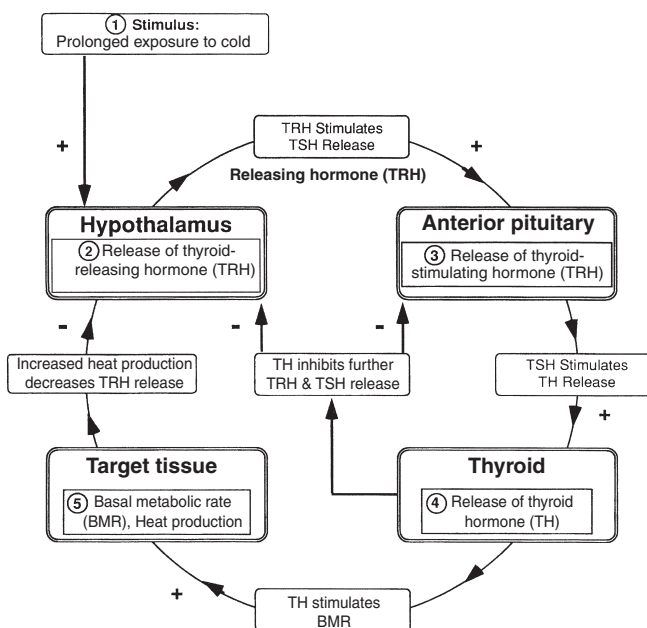 ① Stimulus:
Prolonged exposure to cold
+
TRH Stimulates
TSH Release
+
Releasing hormone (TRH)
Hypothalamus
② Release of thyroid-
releasing hormone (TRH)
Anterior pituitary
③ Release of thyroid-
stimulating hormone (TRH)
-
-
-
Increased heat production
decreases TRH release
TH inhibits further
TRH & TSH release
TSH Stimulates
TH Release
+
Target tissue
⑤ Basal metabolic rate
(BMR), Heat production
Thyroid
④ Release of thyroid
hormone (TH)
+
TH stimulates
BMR